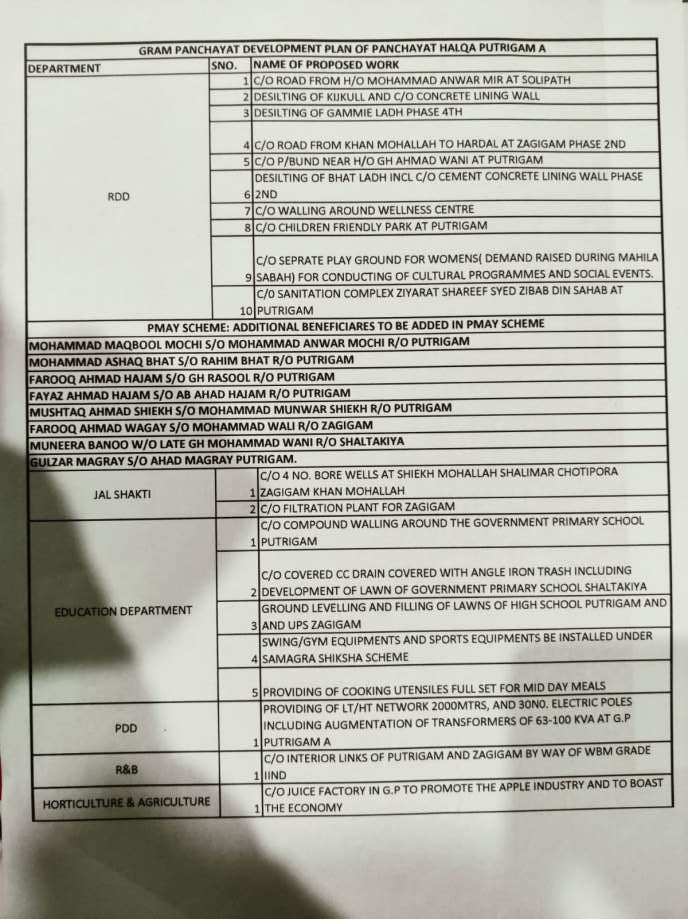 GRAM PANCHAYAT DEVELOPMENT PLAN OF PANCHAYAT HALQA PUTRIGAM A
DEPARTMENT SNO. NAME OF PROPOSED WORK
RDD
1 C/O ROAD FROM H/O MOHAMMAD ANWAR MIR AT SOLIPATH
2 DESILTING OF KIJKULL AND C/O CONCRETE LINING WALL
3 DESILTING OF GAMMIE LADH PHASE 4TH
4 C/O ROAD FROM KHAN MOHALLAH TO HARDAL AT ZAGIGAM PHASE 2ND
5 C/O P/BUND NEAR H/O GH AHMAD WANI AT PUTRIGAM
DESILTING OF BHAT LADH INCL C/O CEMENT CONCRETE LINING WALL PHASE
6 2ND
7 C/O WALLING AROUND WELLNESS CENTRE
8 C/O CHILDREN FRIENDLY PARK AT PUTRIGAM
C/O SEPRATE PLAY GROUND FOR WOMENS( DEMAND RAISED DURING MAHILA
9 SABAH) FOR CONDUCTING OF CULTURAL PROGRAMMES AND SOCIAL EVENTS.
C/O SANITATION COMPLEX ZIYARAT SHAREEF SYED ZIBAB DIN SAHAB AT
10 PUTRIGAM
PMAY SCHEME: ADDITIONAL BENEFICIARES TO BE ADDED IN PMAY SCHEME
MOHAMMAD MAQBOOL MOCHI S/O MOHAMMAD ANWAR MOCHI R/O PUTRIGAM
MOHAMMAD ASHAQ BHAT S/O RAHIM BHAT R/O PUTRIGAM
FAROOQ AHMAD HAJAM S/O GH RASOOL R/O PUTRIGAM
FAYAZ AHMAD HAJAM S/O AB AHAD HAJAM R/O PUTRIGAM
MUSHTAQ AHMAD SHIEKH S/O MOHAMMAD MUNWAR SHIEKH R/O PUTRIGAM
FAROOQ AHMAD WAGAY S/O MOHAMMAD WALI R/O ZAGIGAM
MUNEERA BANOO W/O LATE GH MOHAMMAD WANI R/O SHALTAKIYA
GULZAR MAGRAY S/O AHAD MAGRAY PUTRIGAM.
JAL SHAKTI
C/O 4 NO. BORE WELLS AT SHIEKH MOHALLAH SHALIMAR CHOTIPORA
1 ZAGIGAM KHAN MOHALLAH
2 C/O FILTRATION PLANT FOR ZAGIGAM
EDUCATION DEPARTMENT
C/O COMPOUND WALLING AROUND THE GOVERNMENT PRIMARY SCHOOL
1 PUTRIGAM
C/O COVERED CC DRAIN COVERED WITH ANGLE IRON TRASH INCLUDING
2 DEVELOPMENT OF LAWN OF GOVERNMENT PRIMARY SCHOOL SHALTAKIYA
GROUND LEVELLING AND FILLING OF LAWNS OF HIGH SCHOOL PUTRIGAM AND
3 AND UPS ZAGIGAM
SWING/GYM EQUIPMENTS AND SPORTS EQUIPMENTS BE INSTALLED UNDER
4 SAMAGRA SHIKSHA SCHEME
5 PROVIDING OF COOKING UTENSILES FULL SET FOR MID DAY MEALS
PDD
PROVIDING OF LT/HT NETWORK 2000MTRS, AND 30NO. ELECTRIC POLES
INCLUDING AUGMENTATION OF TRANSFORMERS OF 63-100 KVA AT G.P
1 PUTRIGAM A
R&B
C/O INTERIOR LINKS OF PUTRIGAM AND ZAGIGAM BY WAY OF WBM GRADE
1 IIND
HORTICULTURE & AGRICULTURE
C/O JUICE FACTORY IN G.P TO PROMOTE THE APPLE INDUSTRY AND TO BOAST
1 THE ECONOMY